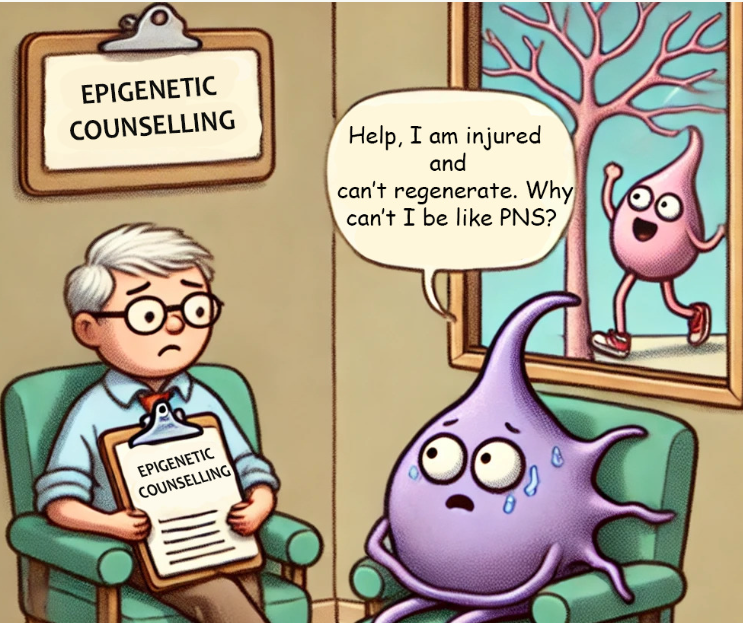 EPIGENETIC
COUNSELLING
Help, I am injured
and
can't regenerate. Why
can't I be like PNS?
EPIGENETIC
COUNSELLING